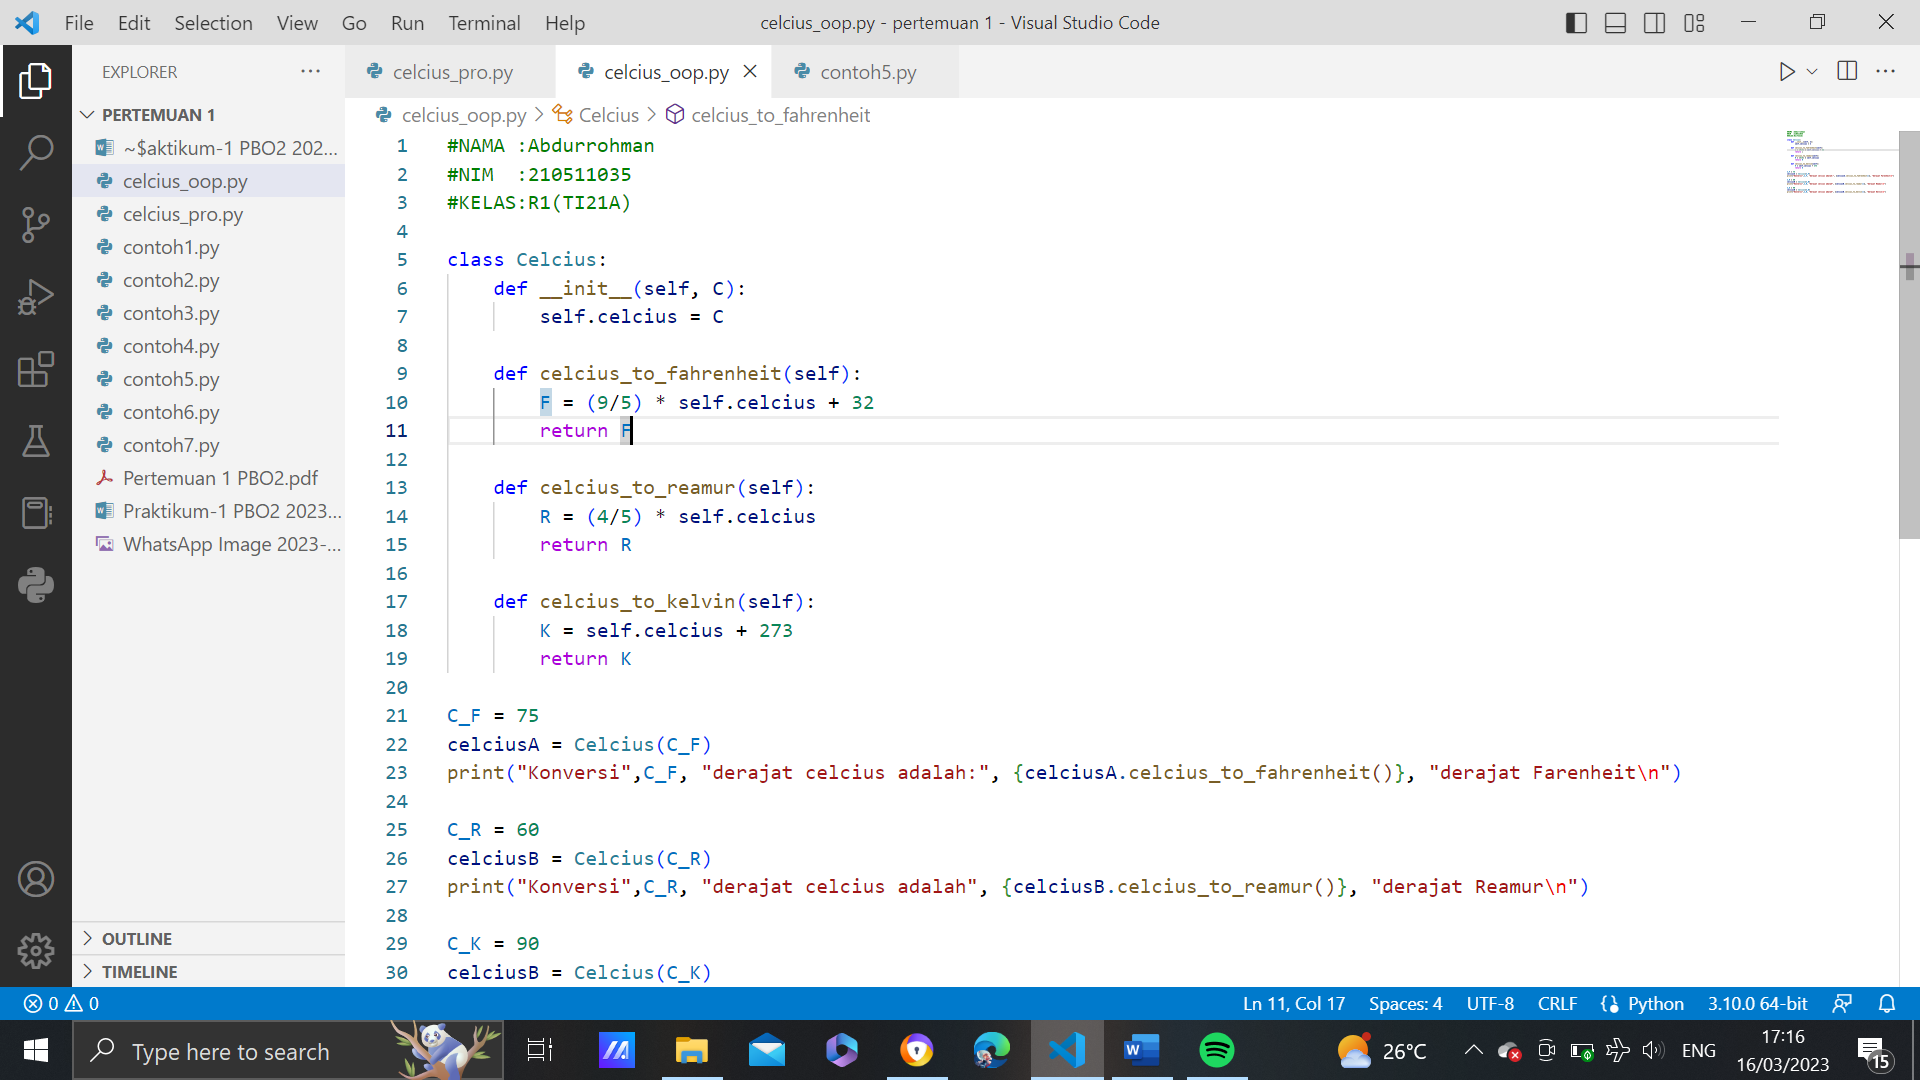 File Edit Selection View Go Run Terminal Help
celcius_oop.py - pertemuan 1 - Visual Studio Code
EXPLORER
PERTEMUAN 1
~$aktikum-1 PBO2 202...
celcius_oop.py
celcius_pro.py
contoh1.py
contoh2.py
contoh3.py
contoh4.py
contoh5.py
contoh6.py
contoh7.py
Pertemuan 1 PBO2.pdf
Praktikum-1 PBO2 2023...
WhatsApp Image 2023-...
OUTLINE
TIMELINE
celcius_pro.py celcius_oop.py contoh5.py
celcius_oop.py > Celcius > celcius_to_fahrenheit
1 #NAMA :Abdurrohman
2 #NIM  :210511035
3 #KELAS:R1(TI21A)
4
5 class Celcius:
6     def __init__(self, C):
7         self.celcius = C
8
9     def celcius_to_fahrenheit(self):
10         F = (9/5) * self.celcius + 32
11         return F
12
13     def celcius_to_reamur(self):
14         R = (4/5) * self.celcius
15         return R
16
17     def celcius_to_kelvin(self):
18         K = self.celcius + 273
19         return K
20
21 C_F = 75
22 celciusA = Celcius(C_F)
23 print("Konversi",C_F, "derajat celcius adalah:", {celciusA.celcius_to_fahrenheit()}, "derajat Farenheit\n")
24
25 C_R = 60
26 celciusB = Celcius(C_R)
27 print("Konversi",C_R, "derajat celcius adalah", {celciusB.celcius_to_reamur()}, "derajat Reamur\n")
28
29 C_K = 90
30 celciusB = Celcius(C_K)
0 0 Ln 11, Col 17 Spaces: 4 UTF-8 CRLF Python 3.10.0 64-bit
Type here to search
26°C
ENG
17:16
16/03/2023
15